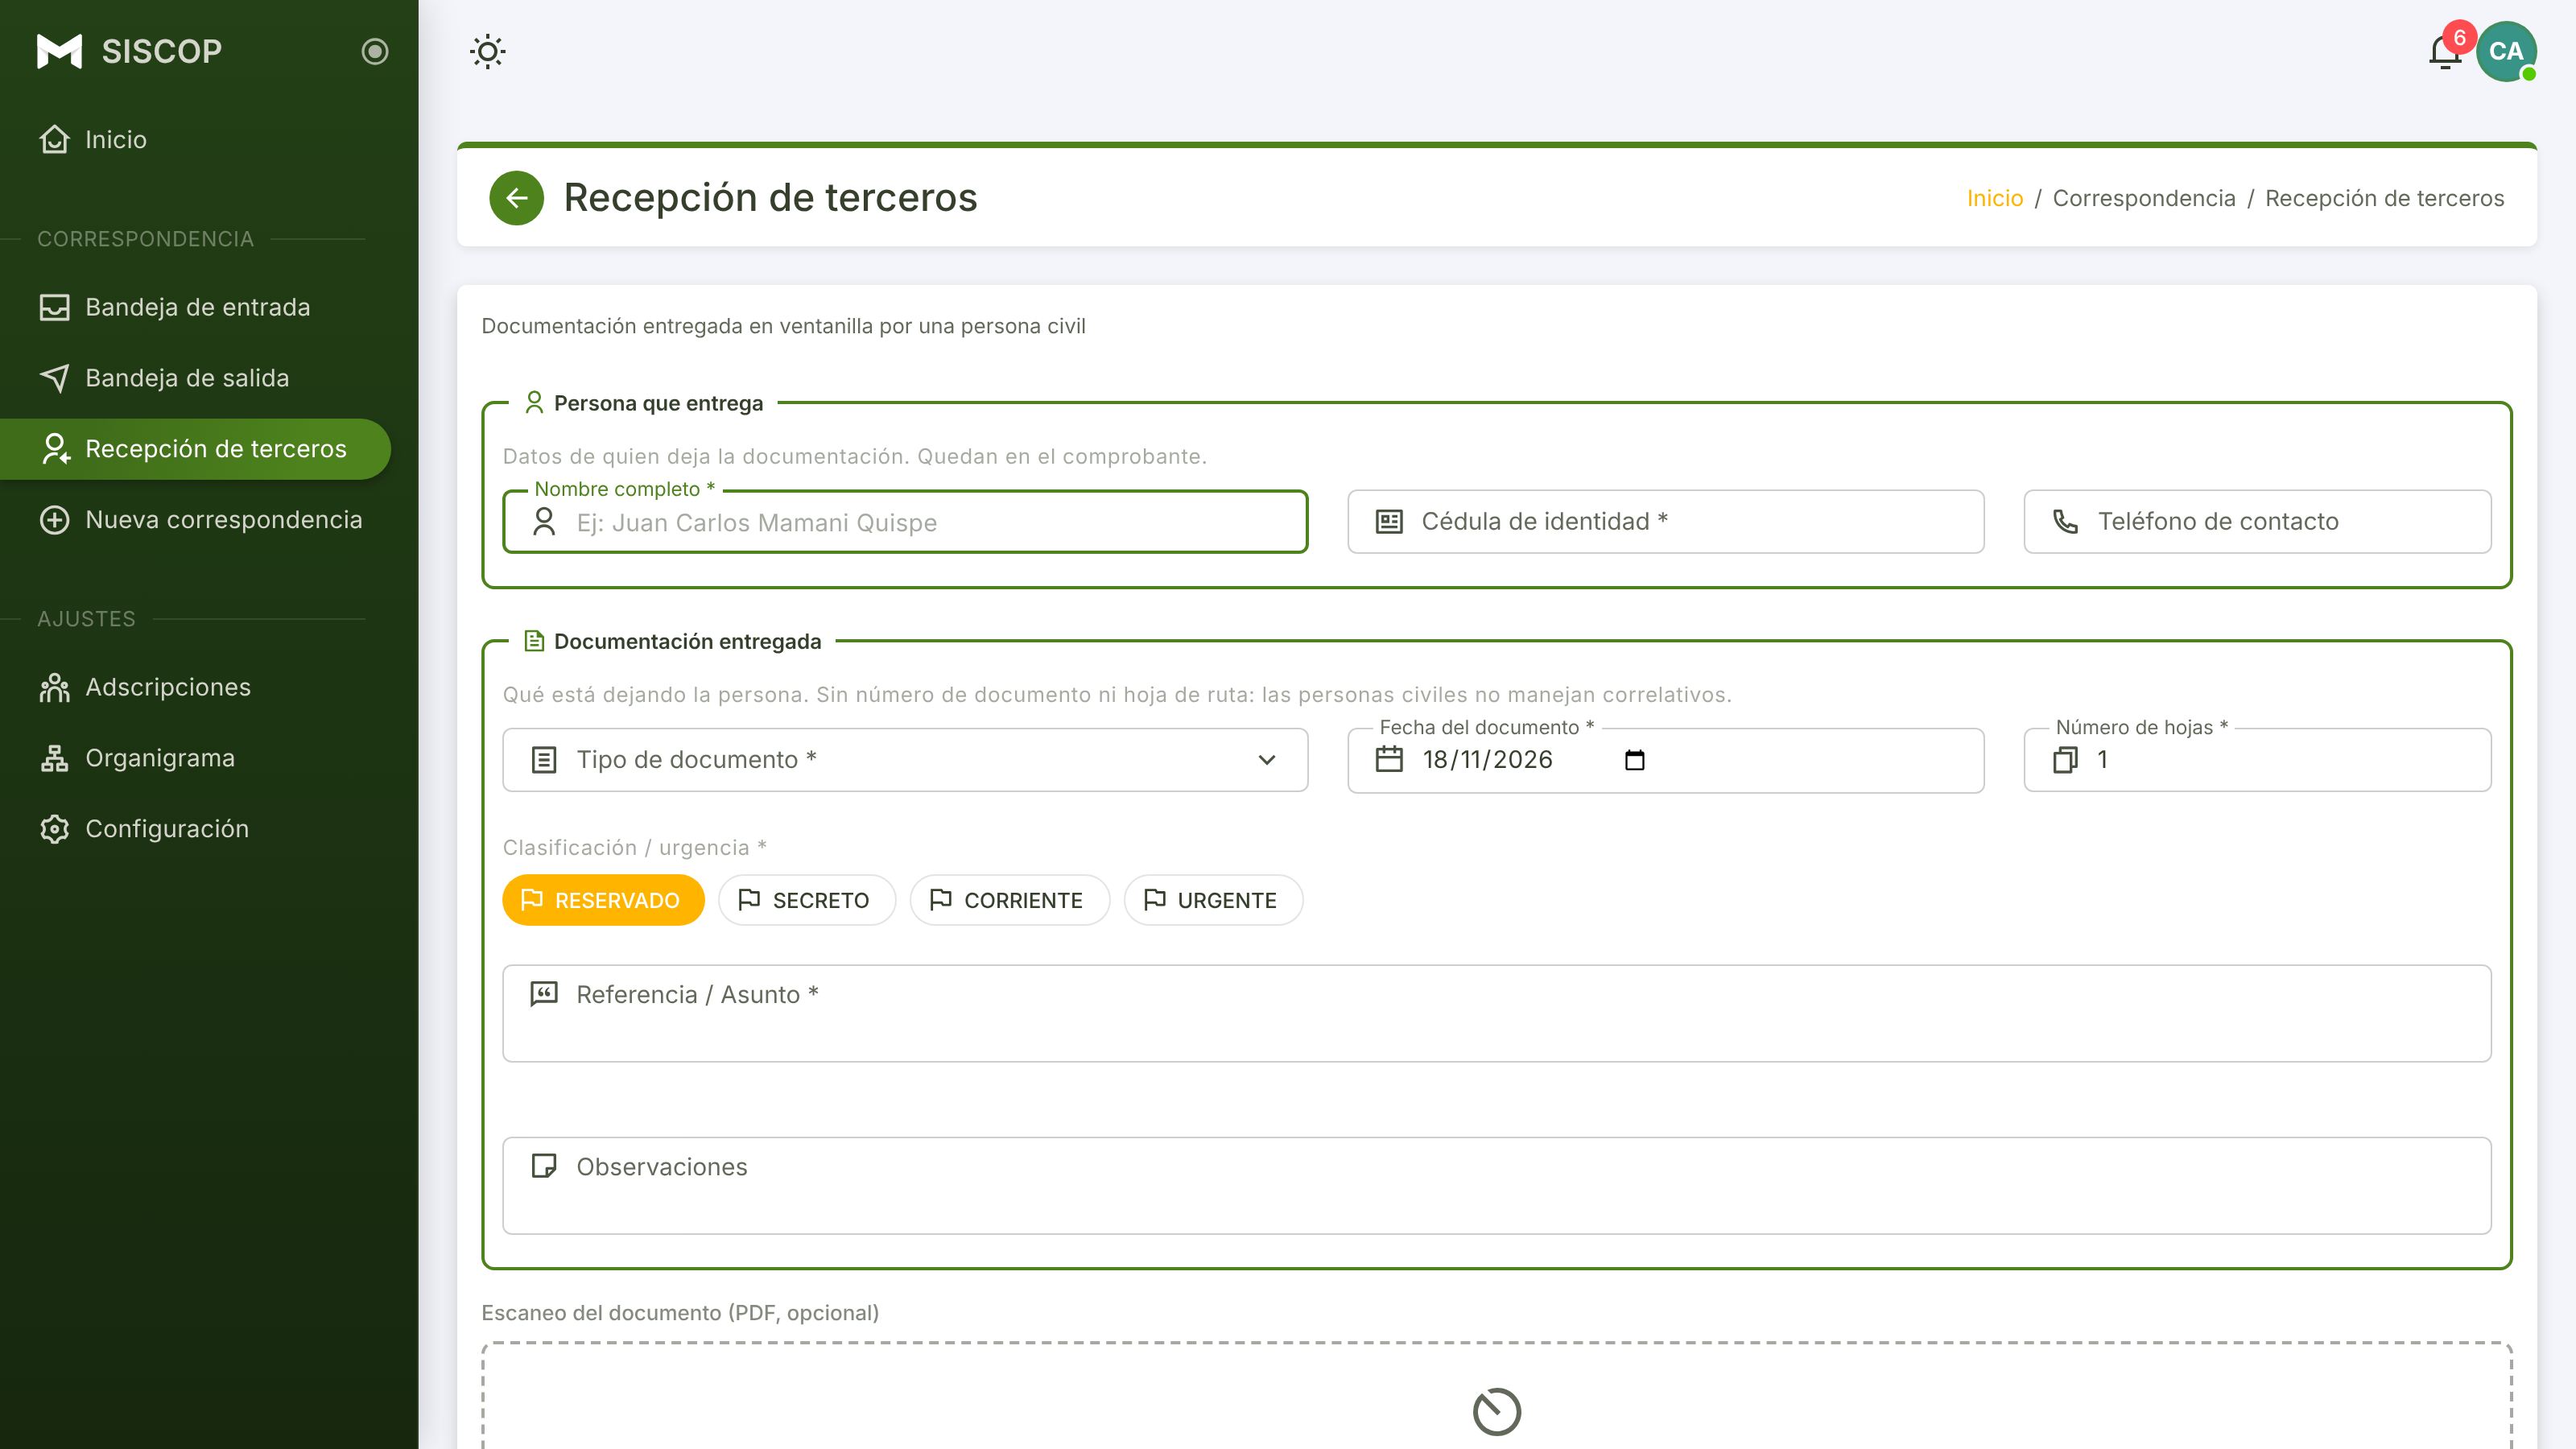 SISCOP
Inicio
CORRESPONDENCIA
Bandeja de entrada
Bandeja de salida
Recepción de terceros
Nueva correspondencia
AJUSTES
Adscripciones
Organigrama
Configuración
6
CA
Recepción de terceros
Inicio / Correspondencia / Recepción de terceros
Documentación entregada en ventanilla por una persona civil
Persona que entrega
Datos de quien deja la documentación. Quedan en el comprobante.
Nombre completo *
Ej: Juan Carlos Mamani Quispe
Cédula de identidad *
Teléfono de contacto
Documentación entregada
Qué está dejando la persona. Sin número de documento ni hoja de ruta: las personas civiles no manejan correlativos.
Tipo de documento *
Fecha del documento *
18/11/2026
Número de hojas *
1
Clasificación / urgencia *
RESERVADO
SECRETO
CORRIENTE
URGENTE
Referencia / Asunto *
Observaciones
Escaneo del documento (PDF, opcional)